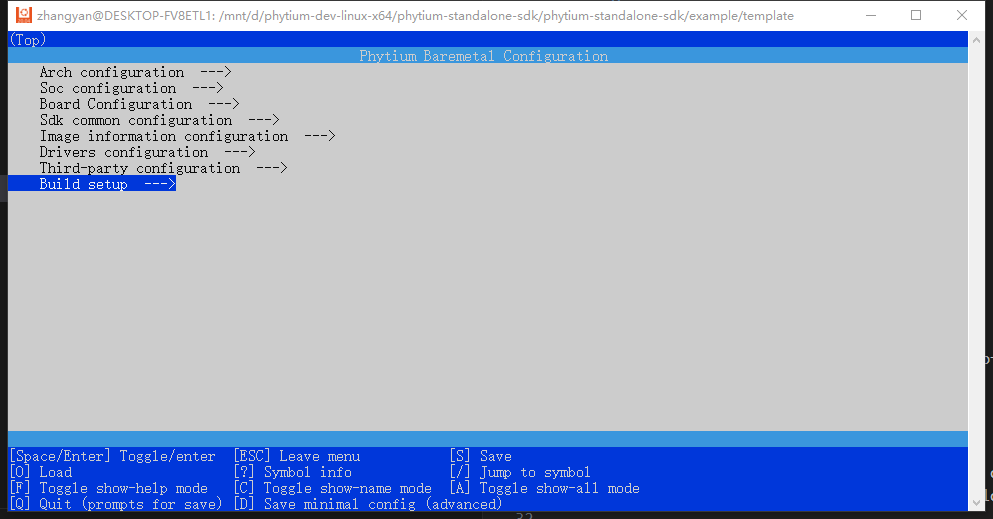 zhangyan@DESKTOP-FV8ETL1: /mnt/d/phytium-dev-linux-x64/phytium-standalone-sdk/phytium-standalone-sdk/example/template
(Top)
Phytium Baremetal Configuration
Arch configuration  --->
Soc configuration  --->
Board Configuration  --->
Sdk common configuration  --->
Image information configuration  --->
Drivers configuration  --->
Third-party configuration  --->
Build setup  --->
[Space/Enter] Toggle/enter  [ESC] Leave menu  [S] Save
[O] Load  [?] Symbol info  [/] Jump to symbol
[F] Toggle show-help mode  [C] Toggle show-name mode  [A] Toggle show-all mode
[Q] Quit (prompts for save)  [D] Save minimal config (advanced)